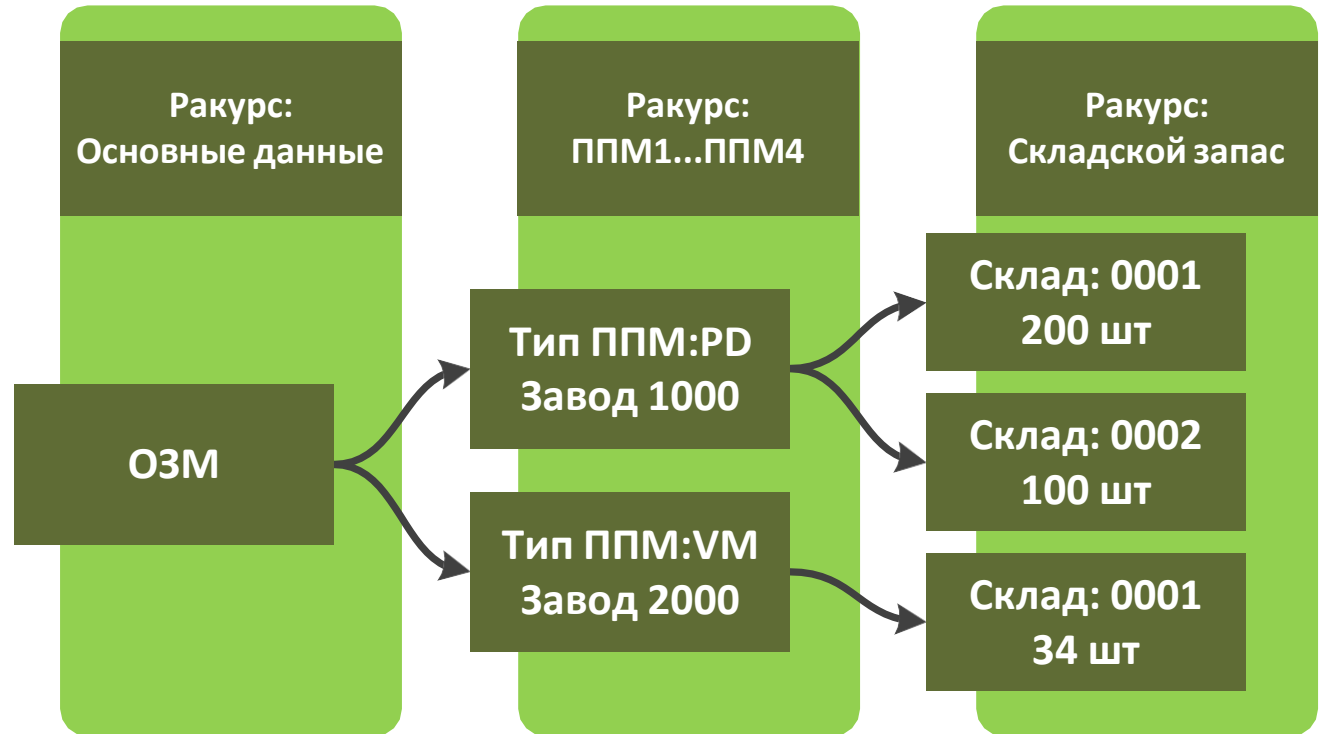 Ракурс:
Основные данные
Ракурс:
ППМ1...ППМ4
Ракурс:
Складской запас
ОЗМ
Тип ППМ:PD
Завод 1000
Тип ППМ:VM
Завод 2000
Склад: 0001
200 шт
Склад: 0002
100 шт
Склад: 0001
34 шт